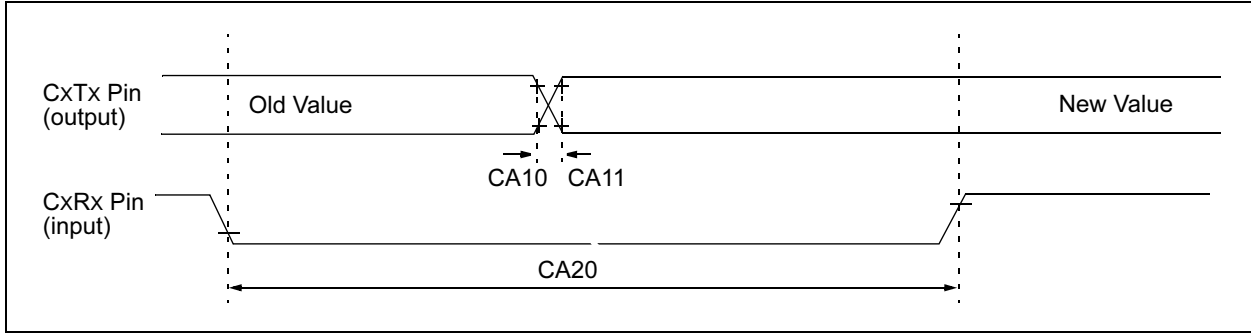 CxTx Pin
(output)
Old Value
New Value
CA10 CA11
CxRx Pin
(input)
CA20